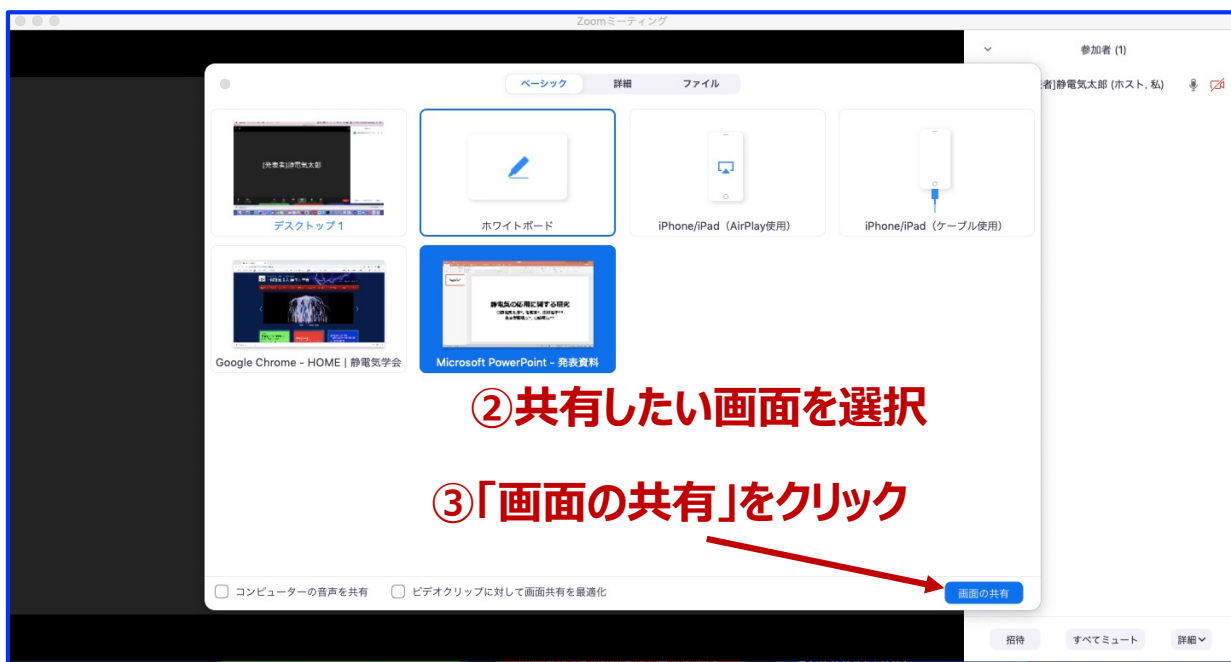 Zoomミーティング
参加者 (1)
者]静電気太郎 (ホスト, 私)
ベーシック 詳細 ファイル
[発表者]静電気太郎
デスクトップ 1
ホワイトボード
iPhone/iPad（AirPlay使用）
iPhone/iPad（ケーブル使用）
静電気の応用に関する研究
Google Chrome - HOME | 静電気学会
Microsoft PowerPoint - 発表資料
②共有したい画面を選択
③「画面の共有」をクリック
コンピューターの音声を共有
ビデオクリップに対して画面共有を最適化
画面の共有
招待 すべてミュート 詳細